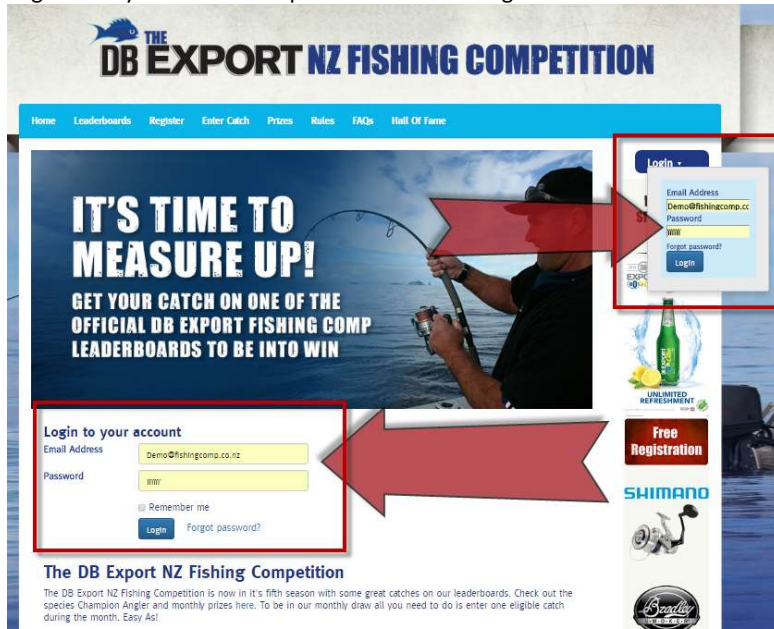 THE
DB EXPORT NZ FISHING COMPETITION
Home Leaderboards Register Enter Catch Prizes Rules FAQs Hall Of Fame
IT'S TIME TO
MEASURE UP!
GET YOUR CATCH ON ONE OF THE
OFFICIAL DB EXPORT FISHING COMP
LEADERBOARDS TO BE INTO WIN
Login
Email Address
Demo@fishingcomp.cc
Password
Forgot password?
Login
UNLIMITED
REFRESHMENT
Free
Registration
SHIMANO
Bradley
Login to your account
Email Address
Demo@fishingcomp.co.nz
Password
Remember me
Login Forgot password?
The DB Export NZ Fishing Competition
The DB Export NZ Fishing Competition is now in it's fifth season with some great catches on our leaderboards. Check out the
species Champion Angler and monthly prizes here. To be in our monthly draw all you need to do is enter one eligible catch
during the month. Easy As!